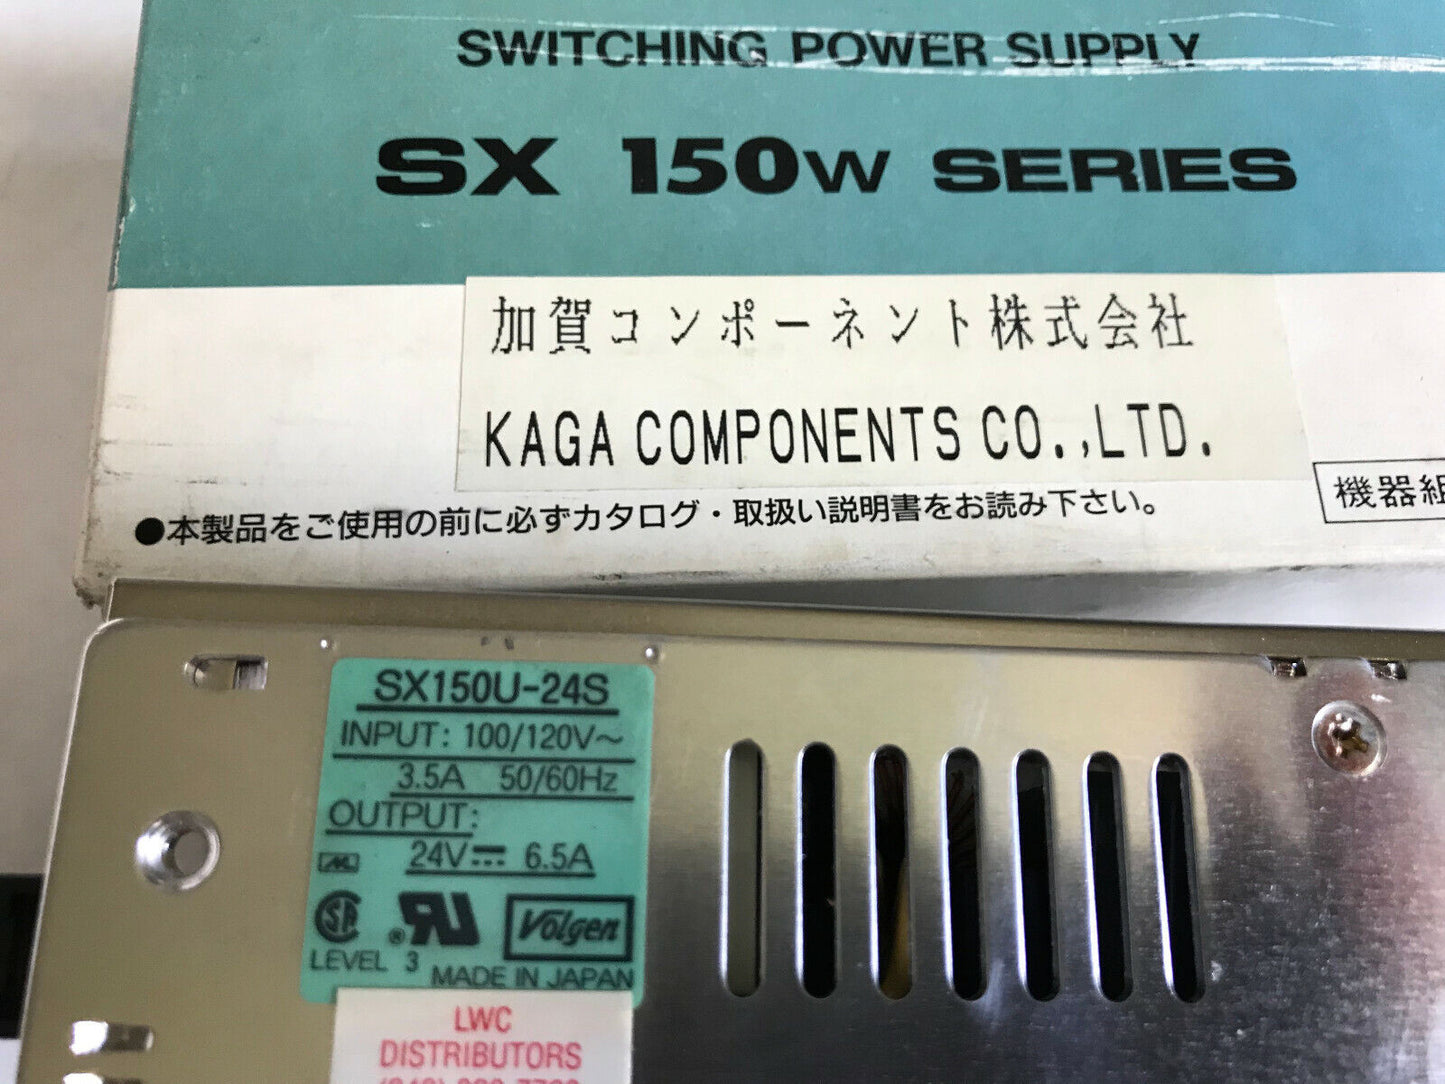 SWITCHING POWER SUPPLY
SX 150W SERIES
加賀コンポーネント株式会社
KAGA COMPONENTS CO.,LTD.
●本製品をご使用の前に必ずカタログ・取扱い説明書をお読み下さい。
機器組
SX150U-24S
INPUT: 100/120V~
3.5A 50/60Hz
OUTPUT:
24V⎓ 6.5A
Volgen
LEVEL 3
MADE IN JAPAN
LWC
DISTRIBUTORS